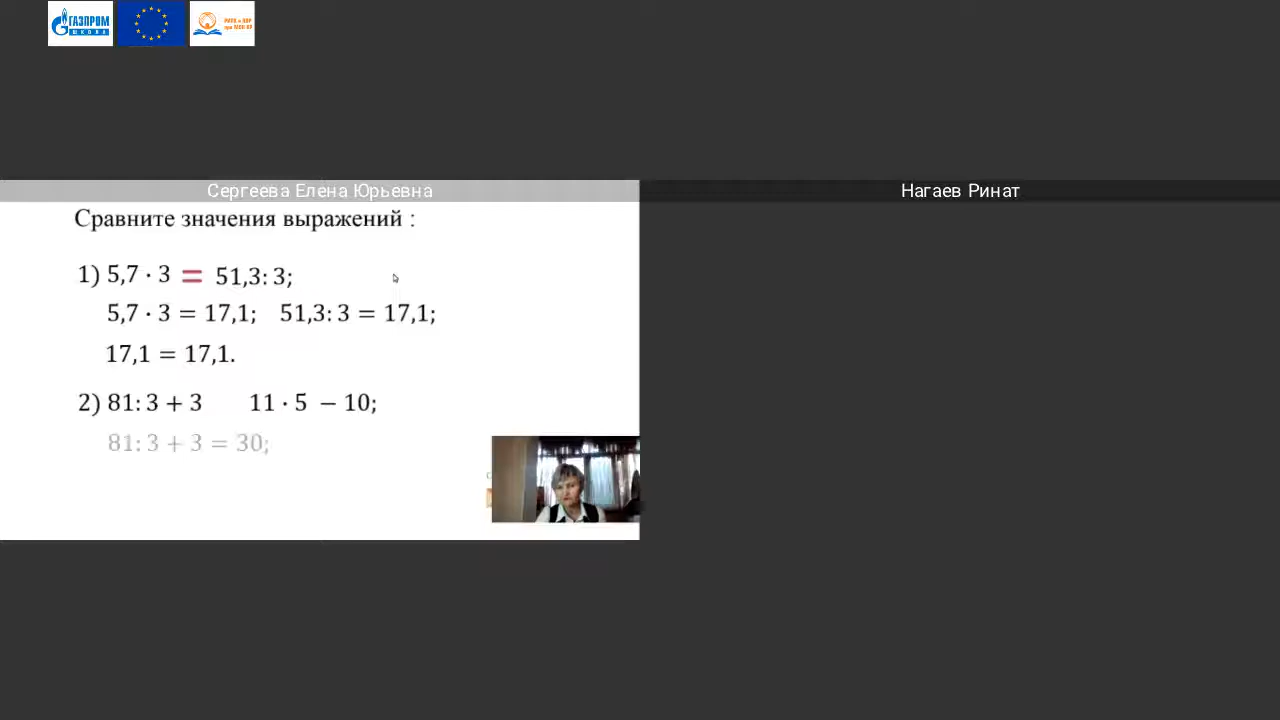 ГАЗПРОМ
ШКОЛА
Сергеева Елена Юрьевна
Нагаев Ринат
Сравните значения выражений :
1) 5,7 · 3 = 51,3: 3;
5,7 · 3 = 17,1; 51,3: 3 = 17,1;
17,1 = 17,1.
2) 81: 3 + 3 11 · 5 − 10;
81: 3 + 3 = 30;